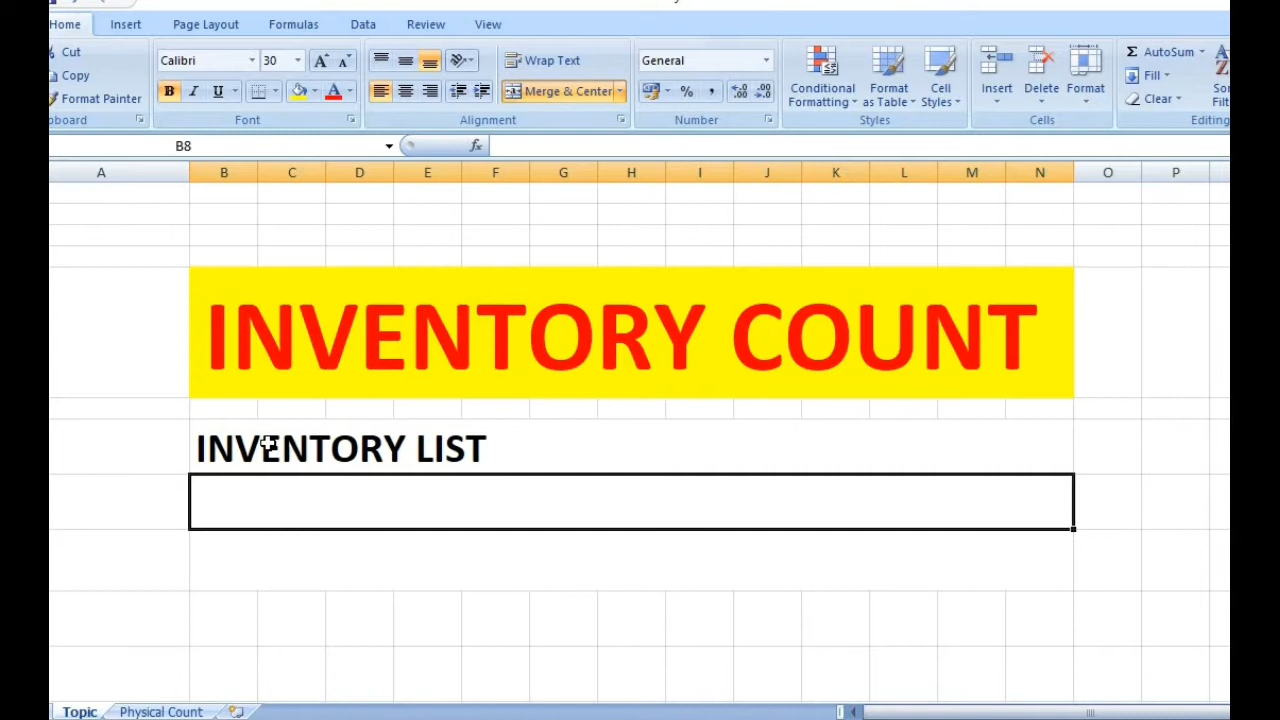 Home Insert Page Layout Formulas Data Review View
Cut
Copy
Format Painter
Calibri 30
B I U A
Wrap Text
Merge & Center
General
% ,
Conditional Formatting
Format as Table
Cell Styles
Insert Delete Format
Σ AutoSum
Fill
Clear
Font Alignment Number Styles Cells Editing
B8 fx
A B C D E F G H I J K L M N O P
INVENTORY COUNT
INVENTORY LIST
Topic Physical Count